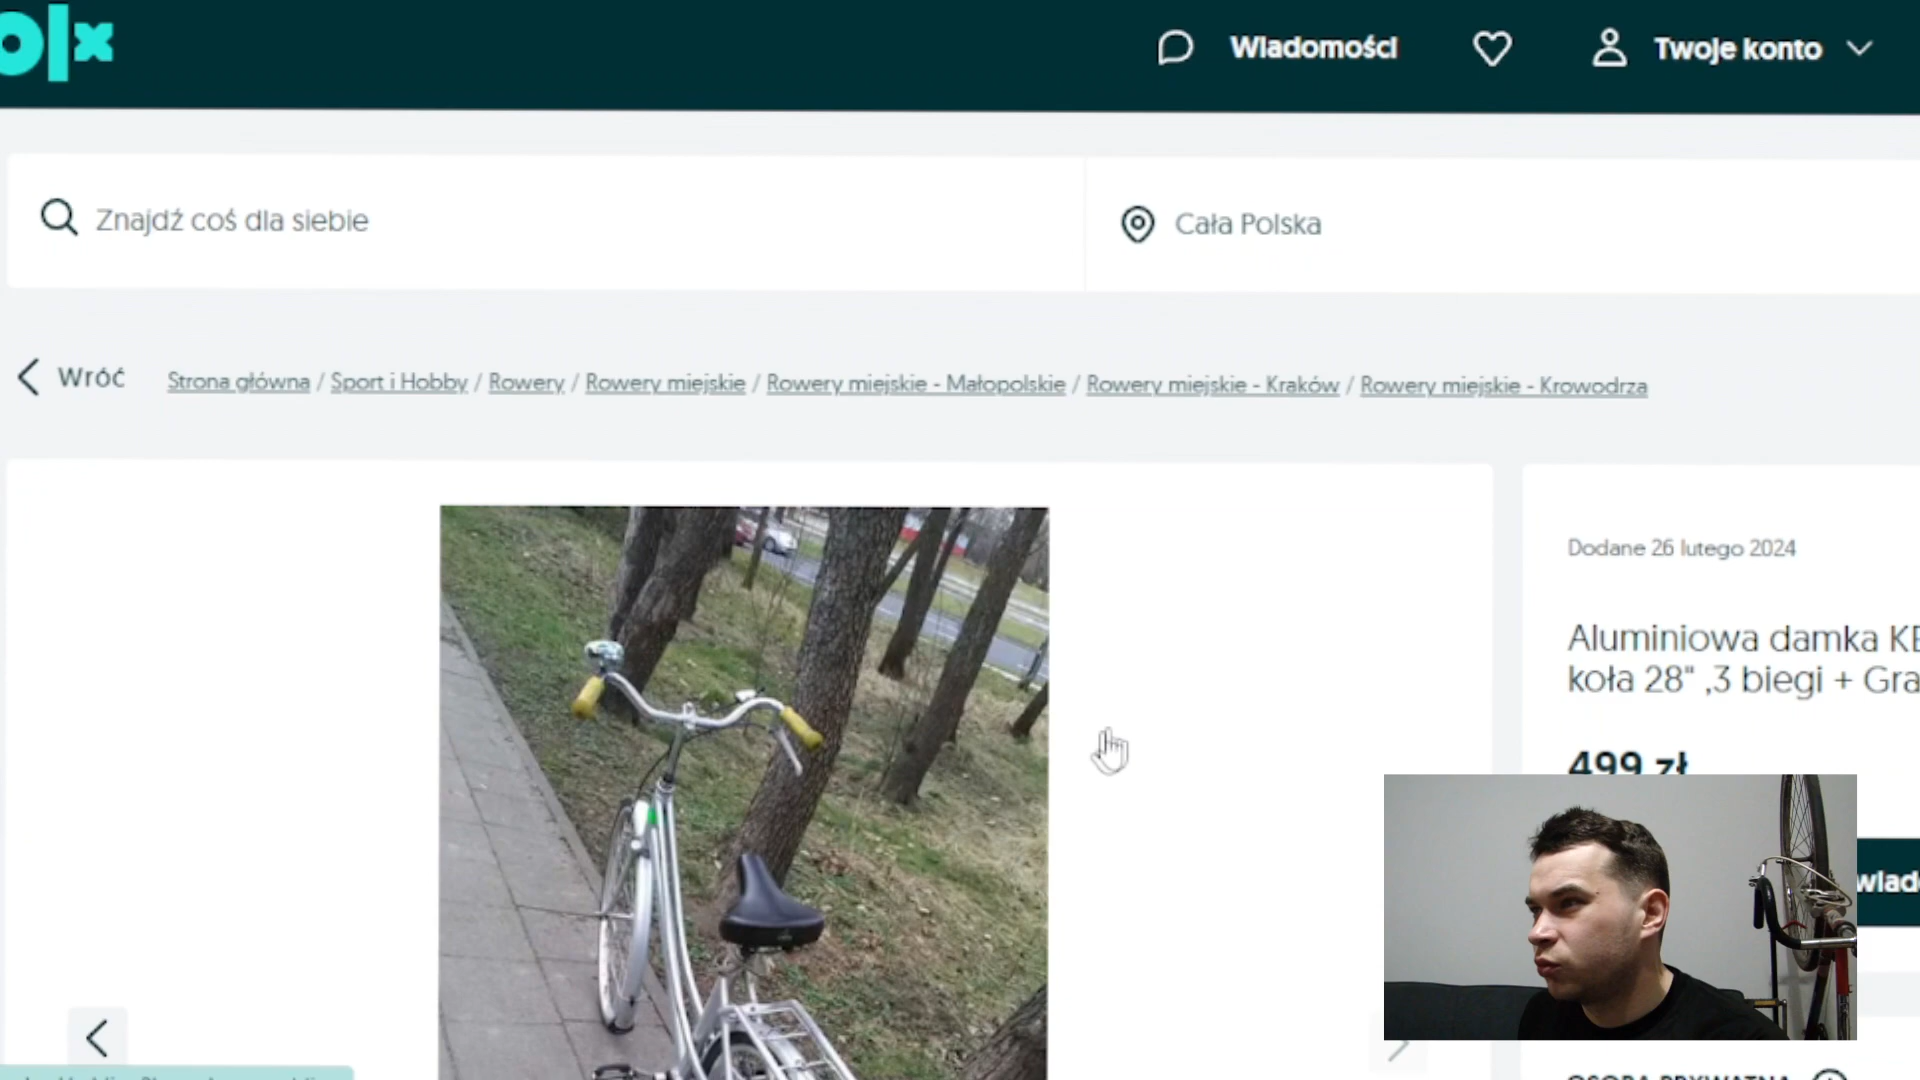 olx
Wiadomości
Twoje konto
Znajdź coś dla siebie
Cała Polska
Wróć
Strona główna / Sport i Hobby / Rowery / Rowery miejskie / Rowery miejskie - Małopolskie / Rowery miejskie - Kraków / Rowery miejskie - Krowodrza
Dodane 26 lutego 2024
Aluminiowa damka
koła 28" ,3 biegi +
499 zł
OSOBA PRYWATNA